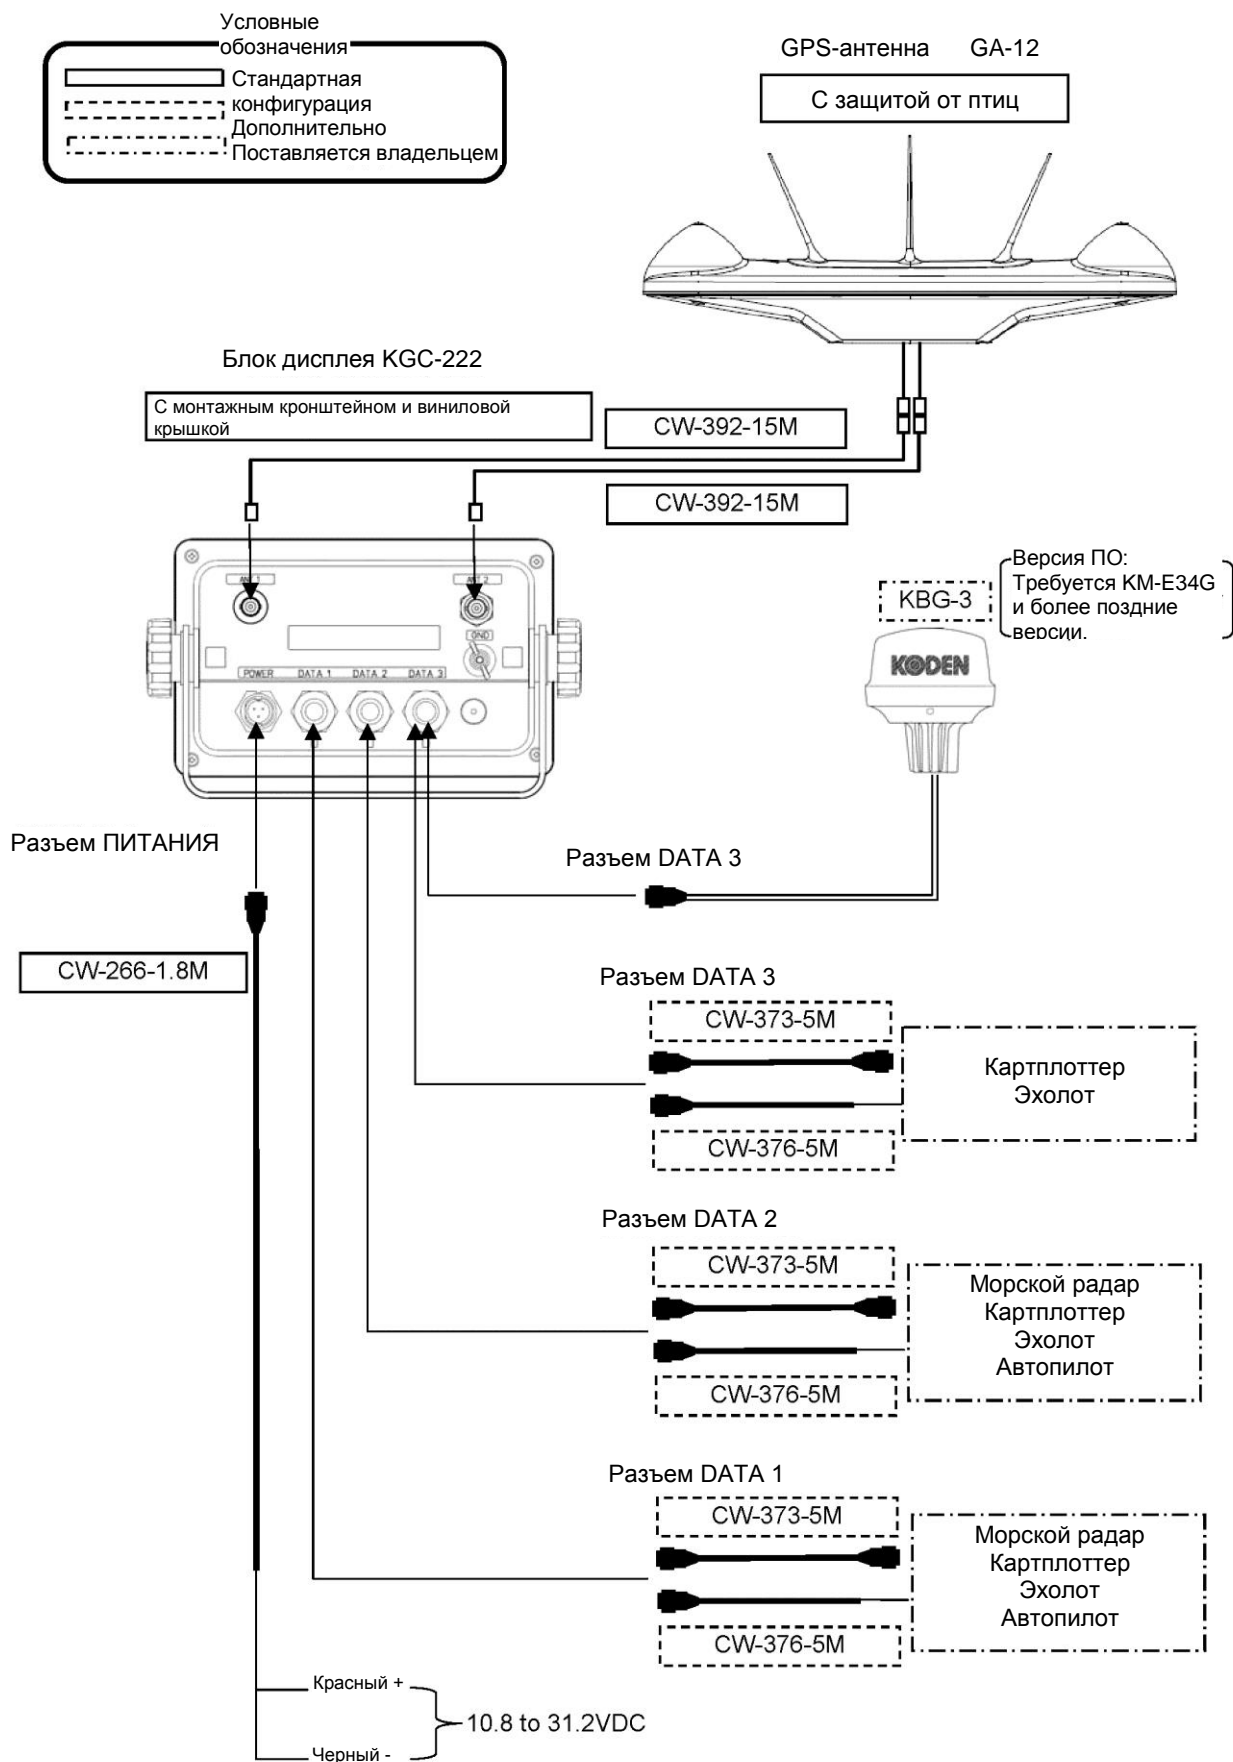 Условные
обозначения
Стандартная
конфигурация
Дополнительно
Поставляется владельцем
GPS-антенна GA-12
С защитой от птиц
Блок дисплея KGC-222
С монтажным кронштейном и виниловой
крышкой
CW-392-15M
CW-392-15M
ANT 1
ANT 2
GND
POWER DATA 1 DATA 2 DATA 3
Версия ПО:
Требуется KM-E34G
и более поздние
версии.
KBG-3
KODEN
Разъем ПИТАНИЯ
Разъем DATA 3
CW-266-1.8M
Разъем DATA 3
CW-373-5M
Картплоттер
Эхолот
CW-376-5M
Разъем DATA 2
CW-373-5M
Морской радар
Картплоттер
Эхолот
Автопилот
CW-376-5M
Разъем DATA 1
CW-373-5M
Морской радар
Картплоттер
Эхолот
Автопилот
CW-376-5M
Красный +
10.8 to 31.2VDC
Черный -